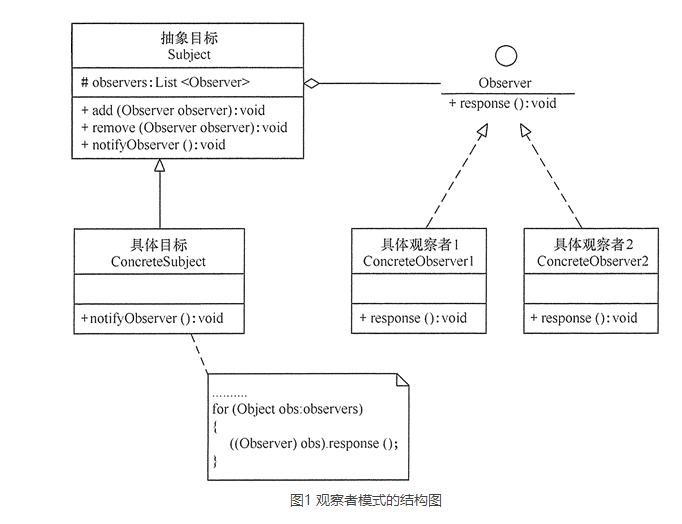 抽象目标
Subject
# observers:List <Observer>
+ add (Observer observer):void
+ remove (Observer observer):void
+ notifyObserver ():void
Observer
+ response ():void
具体目标
ConcreteSubject
+notifyObserver ():void
具体观察者1
ConcreteObserver1
+ response ():void
具体观察者2
ConcreteObserver2
+ response ():void
..........
for (Object obs:observers)
{
((Observer) obs).response ();
}
图1 观察者模式的结构图